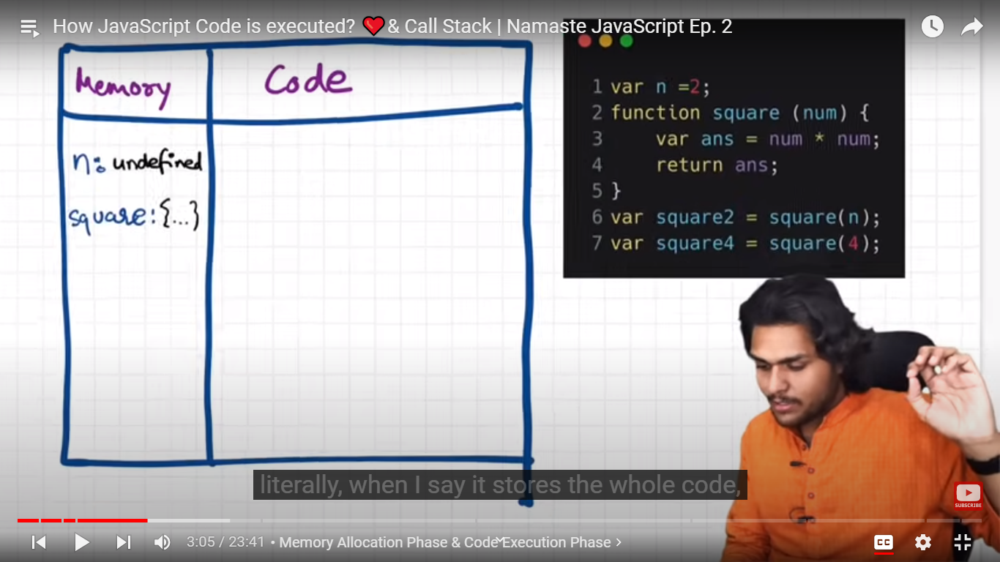 How JavaScript Code is executed? ❤️& Call Stack | Namaste JavaScript Ep. 2
Memory
Code
n: undefined
square: {...}
1 var n =2;
2 function square (num) {
3     var ans = num * num;
4     return ans;
5 }
6 var square2 = square(n);
7 var square4 = square(4);
literally, when I say it stores the whole code,
SUBSCRIBE
3:05 / 23:41 • Memory Allocation Phase & Code Execution Phase >
CC